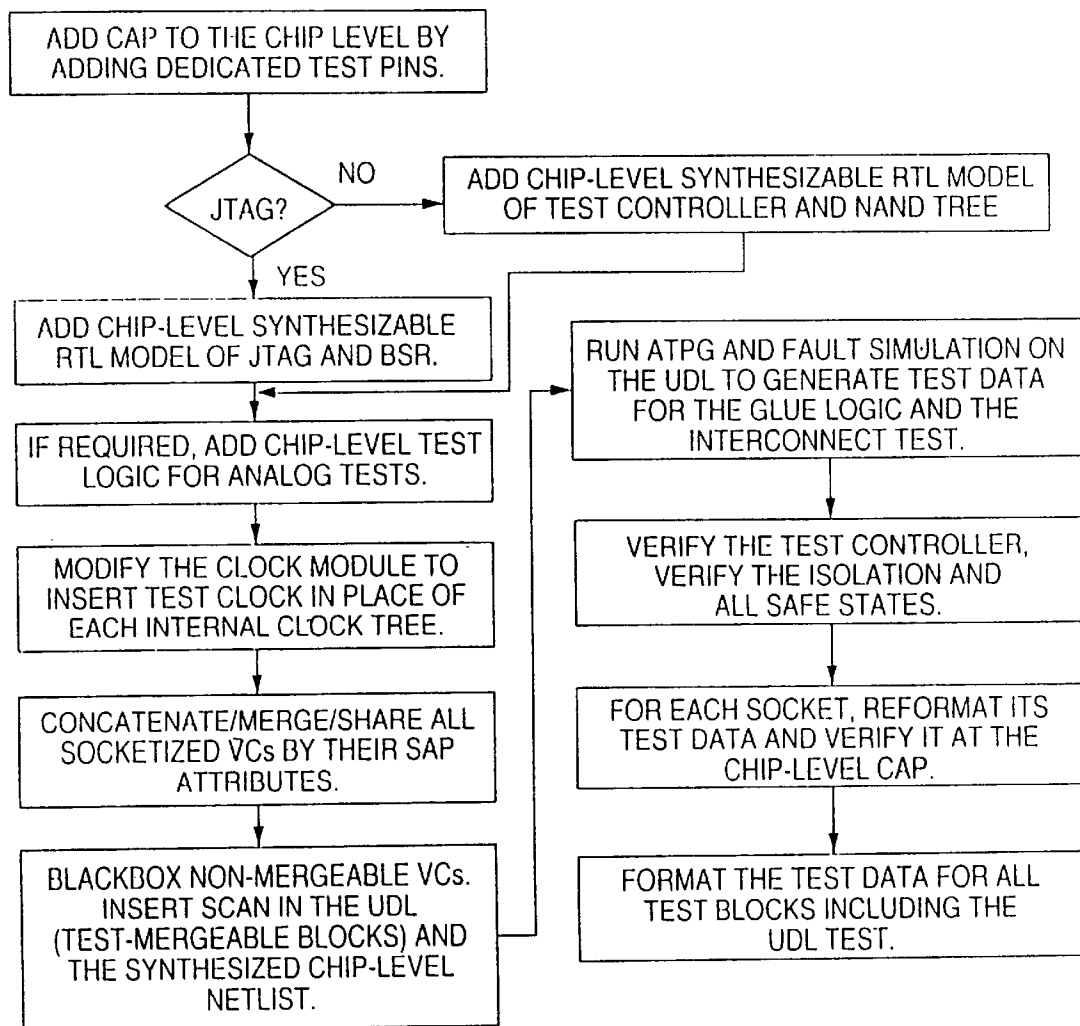 ADD CAP TO THE CHIP LEVEL BY
ADDING DEDICATED TEST PINS.
JTAG?
NO
ADD CHIP-LEVEL SYNTHESIZABLE RTL MODEL
OF TEST CONTROLLER AND NAND TREE
YES
ADD CHIP-LEVEL SYNTHESIZABLE
RTL MODEL OF JTAG AND BSR.
IF REQUIRED, ADD CHIP-LEVEL TEST
LOGIC FOR ANALOG TESTS.
MODIFY THE CLOCK MODULE TO
INSERT TEST CLOCK IN PLACE OF
EACH INTERNAL CLOCK TREE.
CONCATENATE/MERGE/SHARE ALL
SOCKETIZED VCs BY THEIR SAP
ATTRIBUTES.
BLACKBOX NON-MERGEABLE VCs.
INSERT SCAN IN THE UDL
(TEST-MERGEABLE BLOCKS) AND
THE SYNTHESIZED CHIP-LEVEL
NETLIST.
RUN ATPG AND FAULT SIMULATION ON
THE UDL TO GENERATE TEST DATA
FOR THE GLUE LOGIC AND THE
INTERCONNECT TEST.
VERIFY THE TEST CONTROLLER,
VERIFY THE ISOLATION AND
ALL SAFE STATES.
FOR EACH SOCKET, REFORMAT ITS
TEST DATA AND VERIFY IT AT THE
CHIP-LEVEL CAP.
FORMAT THE TEST DATA FOR ALL
TEST BLOCKS INCLUDING THE
UDL TEST.